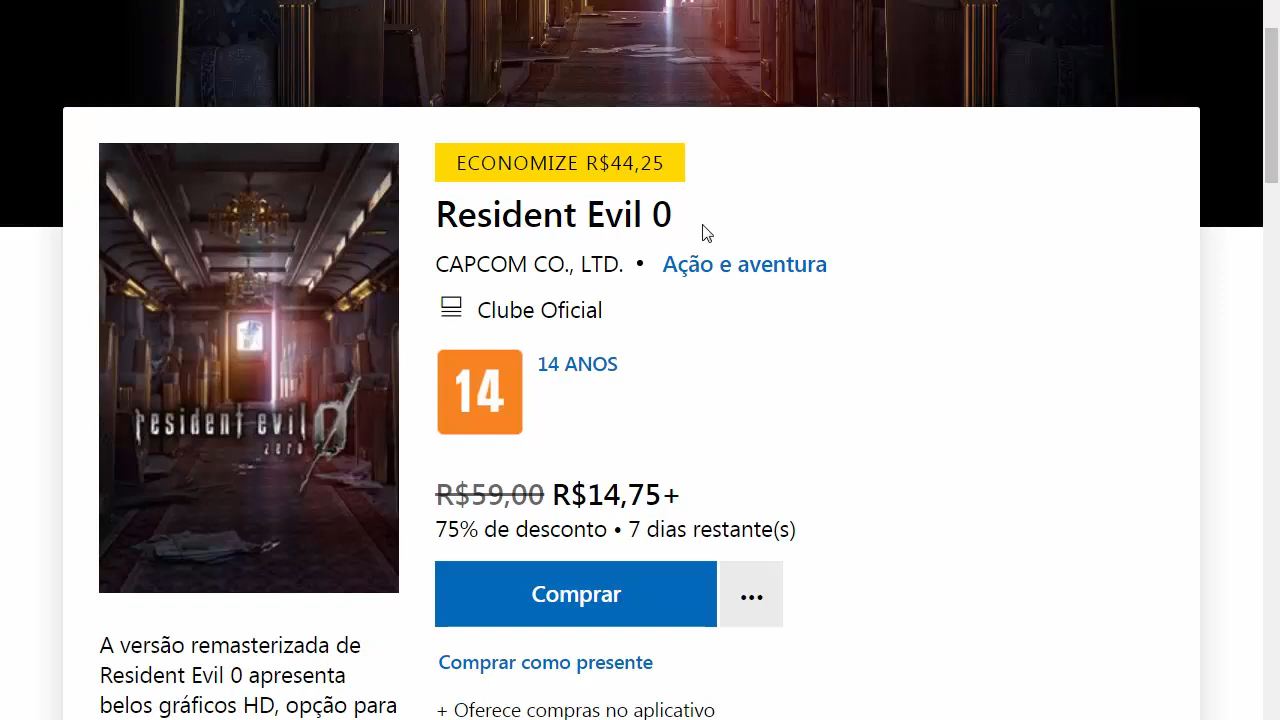 ECONOMIZE R$44,25
Resident Evil 0
CAPCOM CO., LTD. • Ação e aventura
Clube Oficial
14
14 ANOS
R$59,00 R$14,75+
75% de desconto • 7 dias restante(s)
Comprar
...
Comprar como presente
+ Oferece compras no aplicativo
resident evil 0
zero
A versão remasterizada de
Resident Evil 0 apresenta
belos gráficos HD, opção para